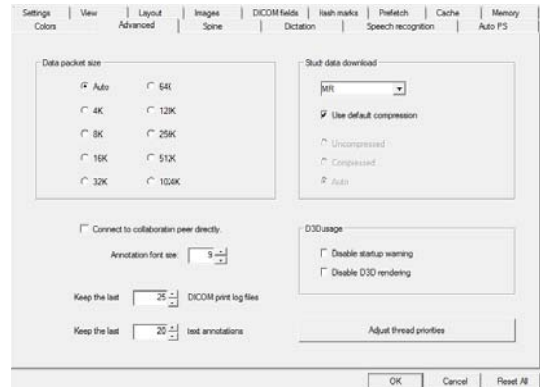 Settings View Layout Images DICOM fields Hash marks Prefetch Cache Memory
Colors Advanced Spine Dictation Speech recognition Auto PS
Data packet size
Auto 64K
4K 128K
8K 256K
16K 512K
32K 1024K
Study data download
MR
Use default compression
Uncompressed
Compressed
Auto
Connect to collaboration peer directly.
Annotation font size: 9
Keep the last 25 DICOM print log files
Keep the last 20 text annotations
D3D usage
Disable startup warning
Disable D3D rendering
Adjust thread priorities
OK Cancel Reset All